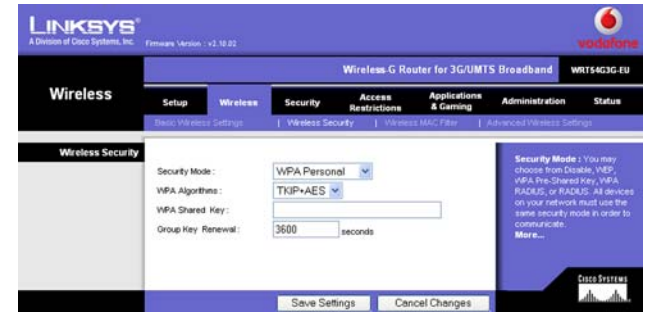 LINKSYS®
A Division of Cisco Systems, Inc.
Firmware Version : v2.10.02
vodafone
Wireless-G Router for 3G/UMTS Broadband WRT54G3G-EU
Wireless
Setup Wireless Security Access Restrictions Applications & Gaming Administration Status
Basic Wireless Settings | Wireless Security | Wireless MAC Filter | Advanced Wireless Settings
Wireless Security
Security Mode : WPA Personal
WPA Algorithms : TKIP+AES
WPA Shared Key :
Group Key Renewal : 3600 seconds
Security Mode : You may
choose from Disable, WEP,
WPA Pre-Shared Key, WPA
RADIUS, or RADIUS. All devices
on your network must use the
same security mode in order to
communicate.
More...
CISCO SYSTEMS
Save Settings Cancel Changes